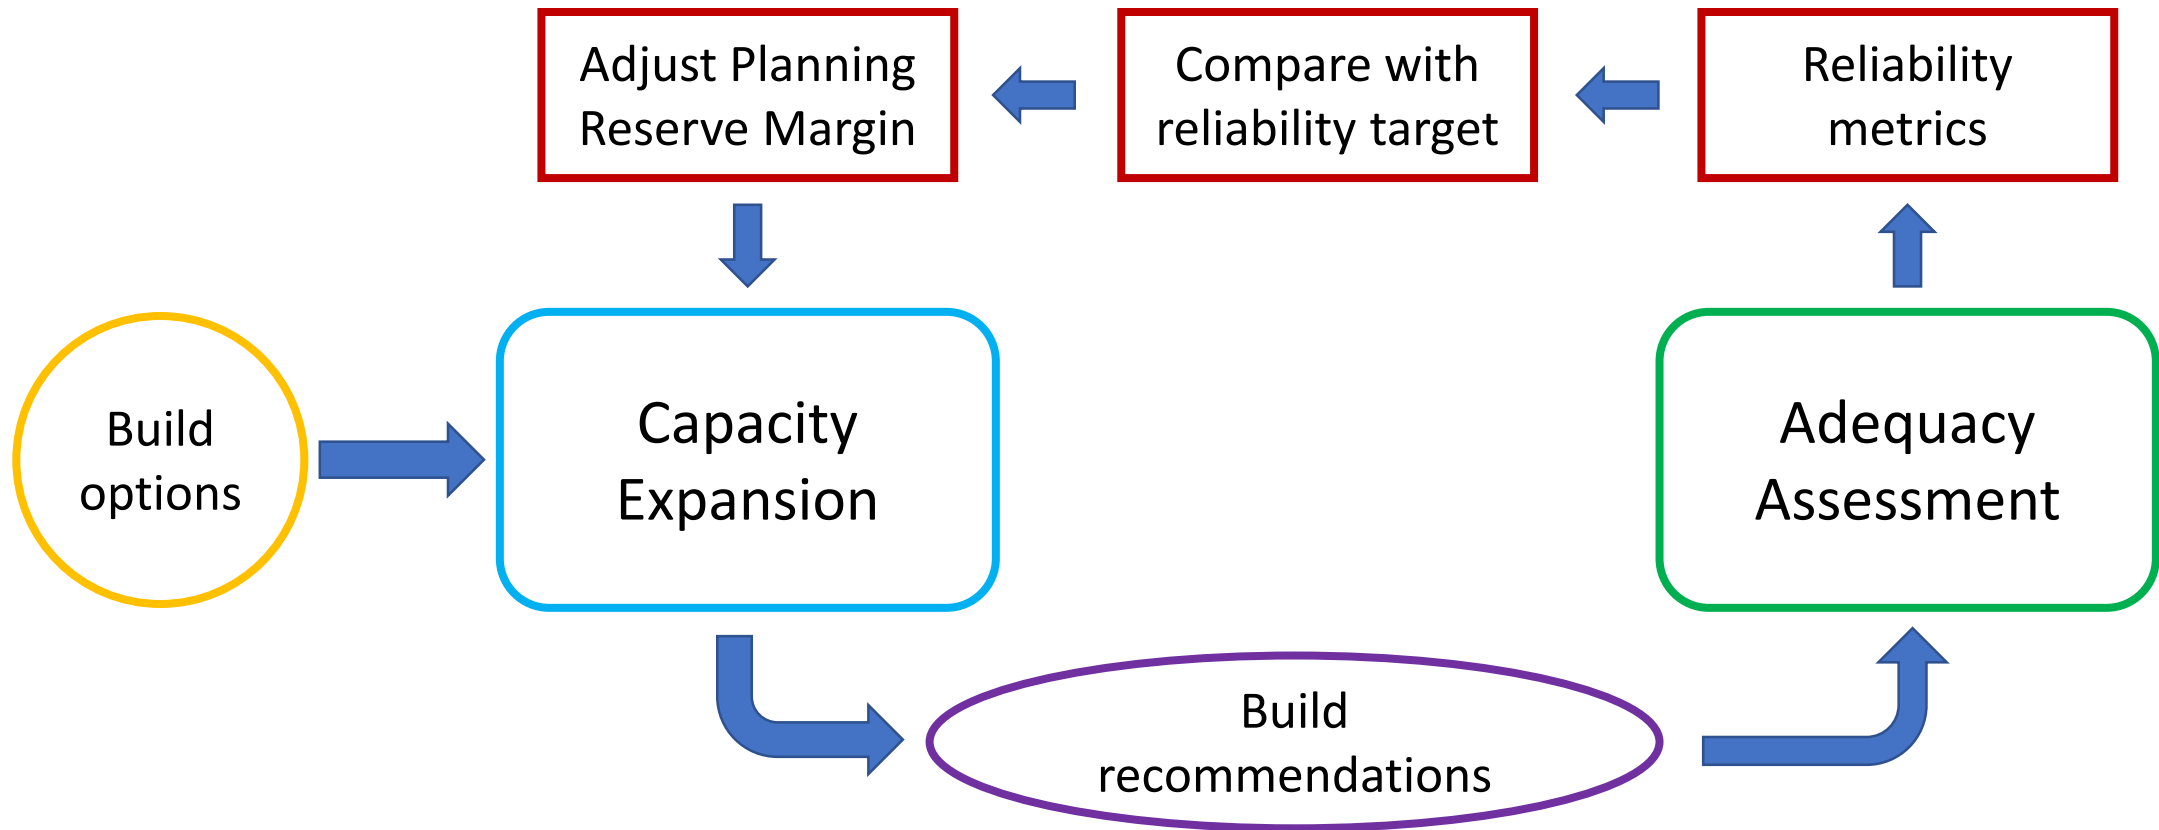 Adjust Planning
Reserve Margin
Compare with
reliability target
Reliability
metrics
Build
options
Capacity
Expansion
Adequacy
Assessment
Build
recommendations